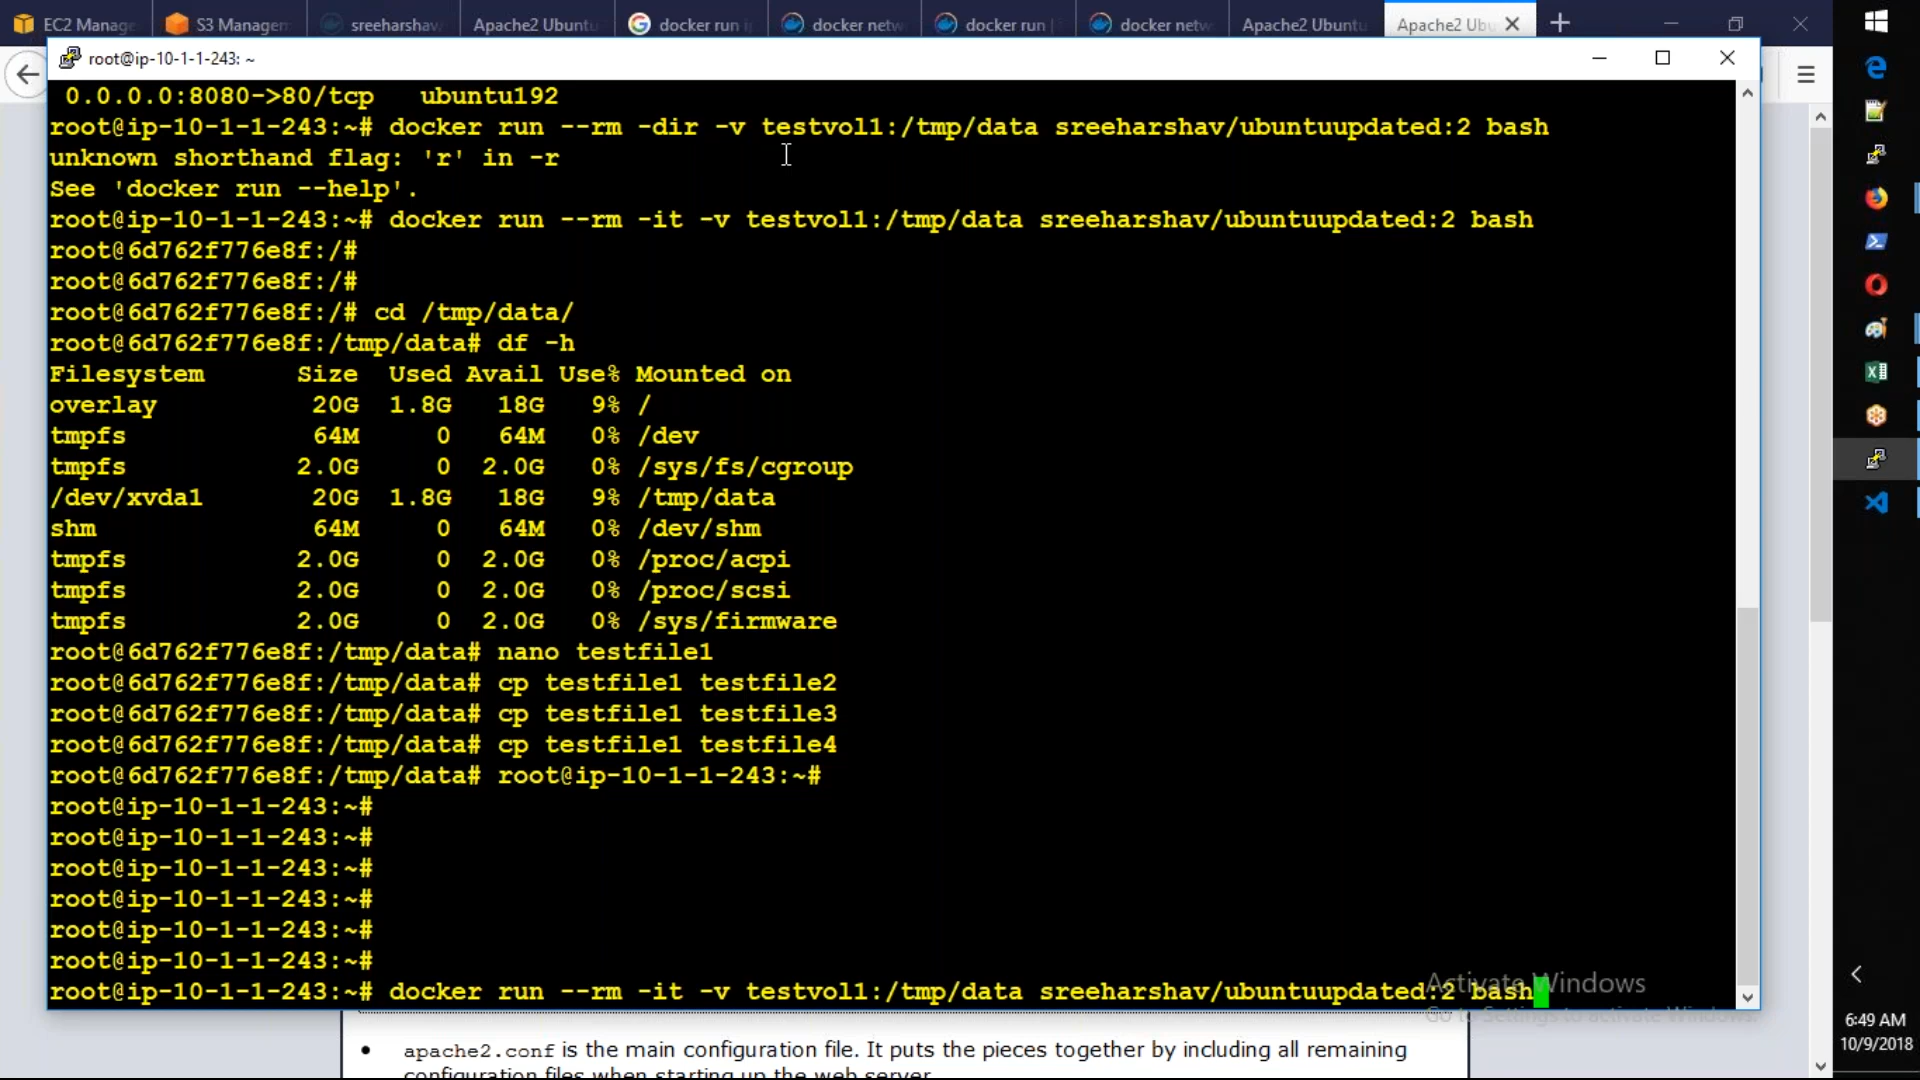 EC2 Manage
S3 Managem
sreeharshav
Apache2 Ubuntu
docker run i
docker netw
docker run |
docker netw
Apache2 Ubuntu
Apache2 Ubu
root@ip-10-1-1-243: ~
0.0.0.0:8080->80/tcp   ubuntu192
root@ip-10-1-1-243:~# docker run --rm -dir -v testvol1:/tmp/data sreeharshav/ubuntuupdated:2 bash
unknown shorthand flag: 'r' in -r
See 'docker run --help'.
root@ip-10-1-1-243:~# docker run --rm -it -v testvol1:/tmp/data sreeharshav/ubuntuupdated:2 bash
root@6d762f776e8f:/#
root@6d762f776e8f:/#
root@6d762f776e8f:/# cd /tmp/data/
root@6d762f776e8f:/tmp/data# df -h
Filesystem      Size  Used Avail Use% Mounted on
overlay          20G  1.8G   18G   9% /
tmpfs            64M     0   64M   0% /dev
tmpfs           2.0G     0  2.0G   0% /sys/fs/cgroup
/dev/xvda1       20G  1.8G   18G   9% /tmp/data
shm              64M     0   64M   0% /dev/shm
tmpfs           2.0G     0  2.0G   0% /proc/acpi
tmpfs           2.0G     0  2.0G   0% /proc/scsi
tmpfs           2.0G     0  2.0G   0% /sys/firmware
root@6d762f776e8f:/tmp/data# nano testfile1
root@6d762f776e8f:/tmp/data# cp testfile1 testfile2
root@6d762f776e8f:/tmp/data# cp testfile1 testfile3
root@6d762f776e8f:/tmp/data# cp testfile1 testfile4
root@6d762f776e8f:/tmp/data# root@ip-10-1-1-243:~#
root@ip-10-1-1-243:~#
root@ip-10-1-1-243:~#
root@ip-10-1-1-243:~#
root@ip-10-1-1-243:~#
root@ip-10-1-1-243:~#
root@ip-10-1-1-243:~#
root@ip-10-1-1-243:~# docker run --rm -it -v testvol1:/tmp/data sreeharshav/ubuntuupdated:2 bash
Activate Windows
Go to Settings to activate Windows.
apache2.conf is the main configuration file. It puts the pieces together by including all remaining
configuration files when starting up the web server.
6:49 AM
10/9/2018